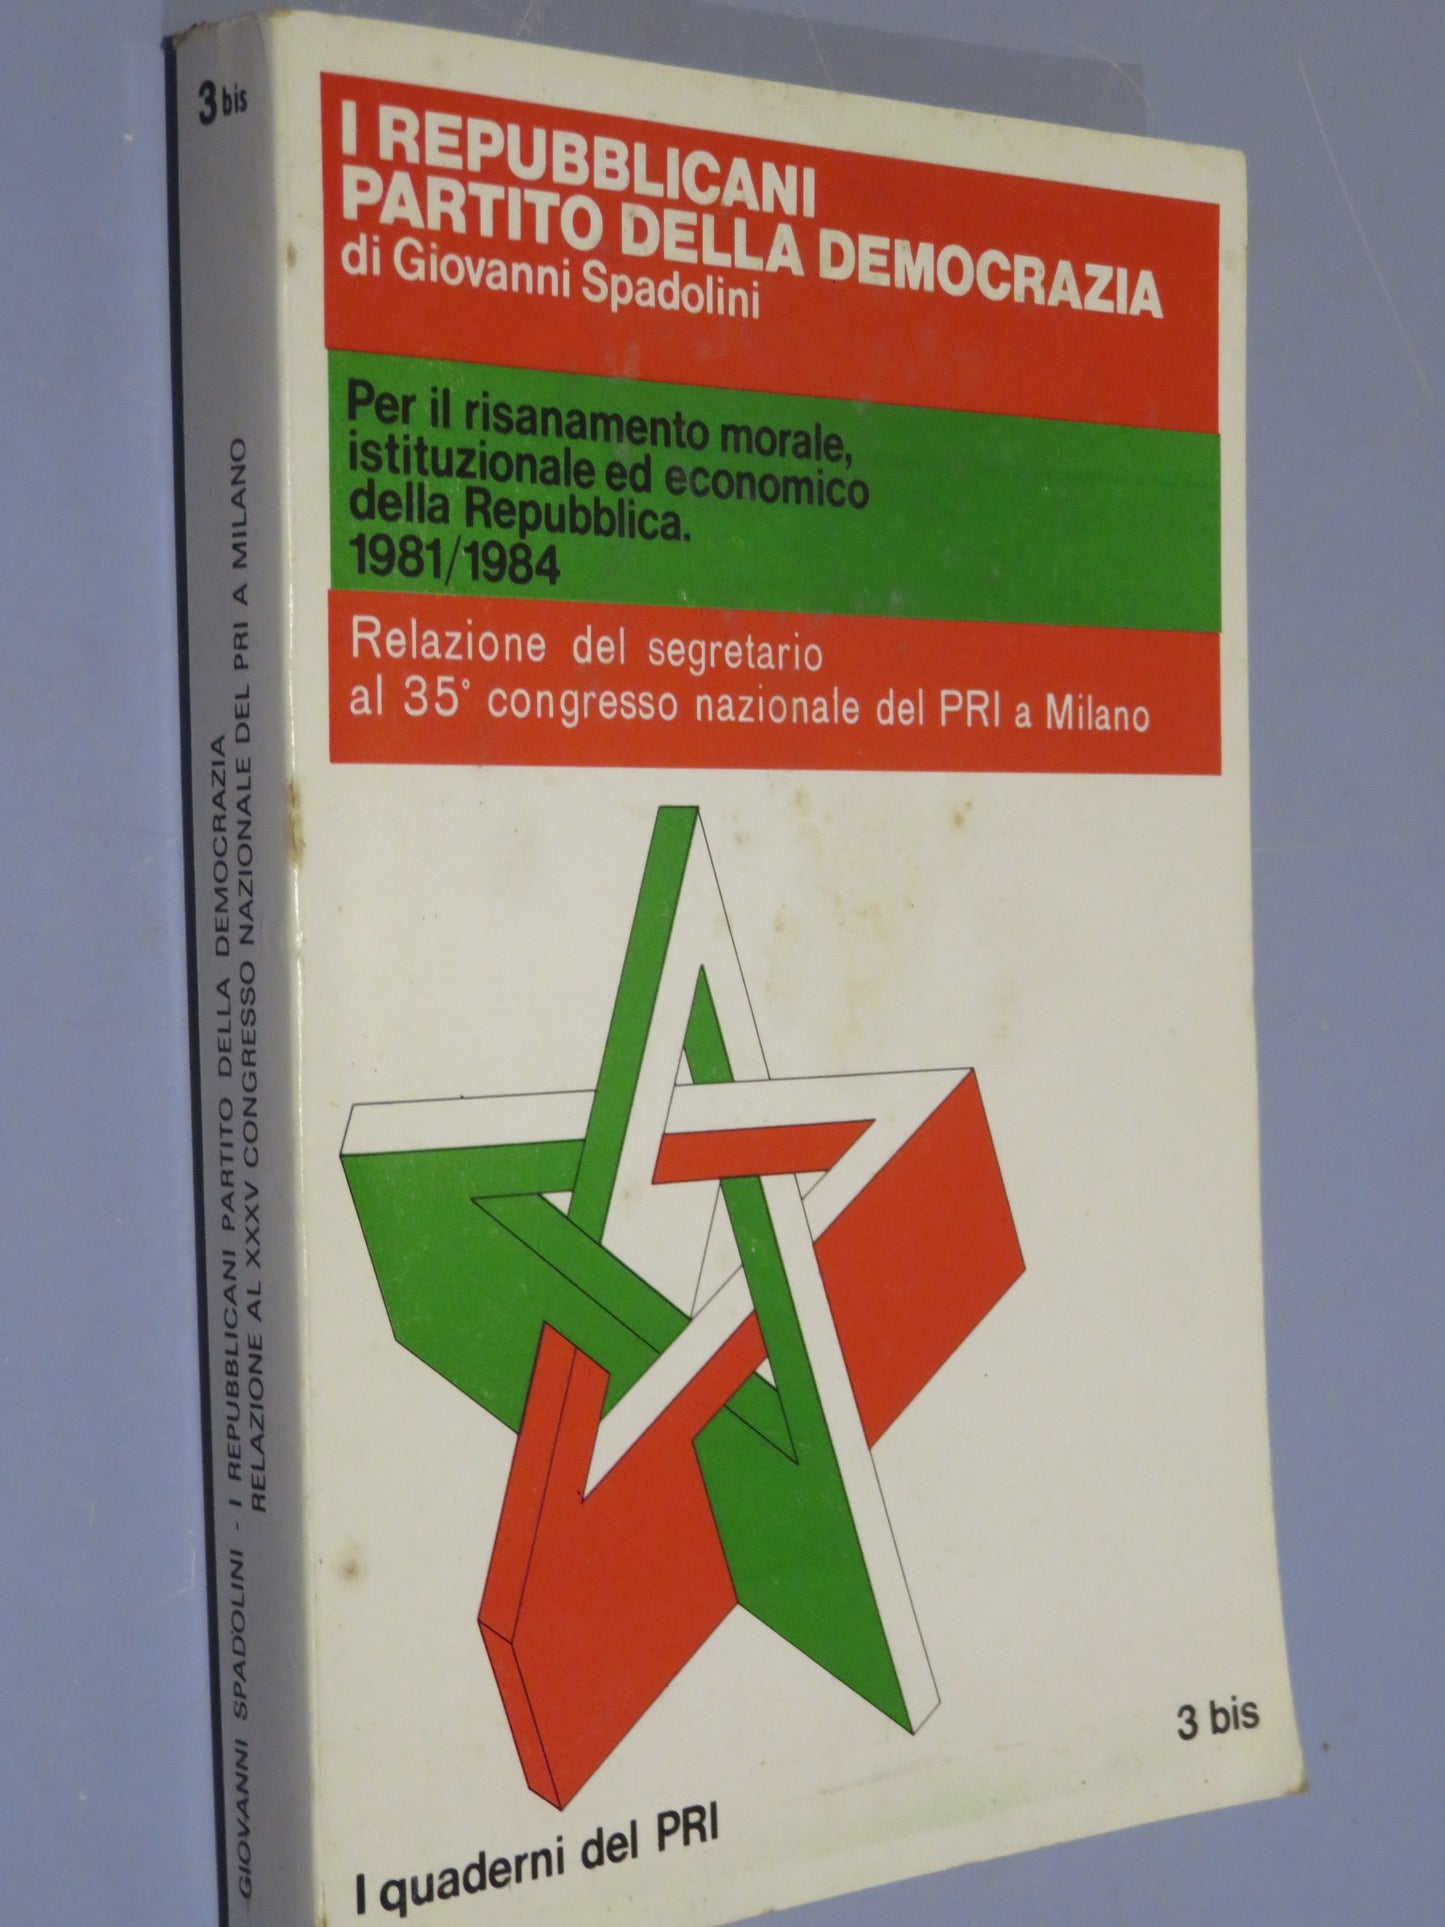 3 bis
GIOVANNI SPADOLINI - I REPUBBLICANI PARTITO DELLA DEMOCRAZIA
RELAZIONE AL XXXV CONGRESSO NAZIONALE DEL PRI A MILANO
I REPUBBLICANI
PARTITO DELLA DEMOCRAZIA
di Giovanni Spadolini
Per il risanamento morale,
istituzionale ed economico
della Repubblica.
1981/1984
Relazione del segretario
al 35° congresso nazionale del PRI a Milano
3 bis
I quaderni del PRI